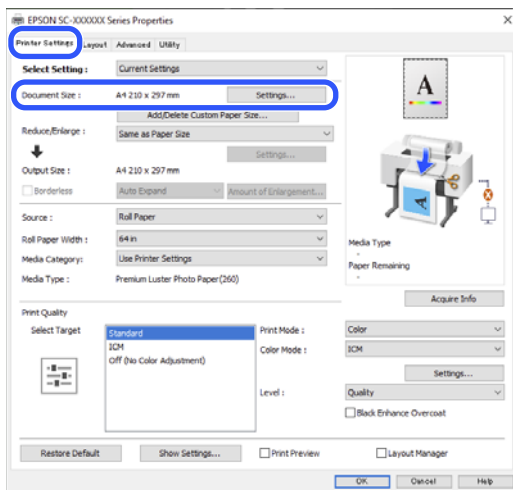 EPSON SC-XXXXXX Series Properties
Printer Settings Layout Advanced Utility
Select Setting : Current Settings
Document Size : A4 210 x 297 mm Settings...
Add/Delete Custom Paper Size...
Reduce/Enlarge : Same as Paper Size
Settings...
Output Size : A4 210 x 297 mm
Borderless Auto Expand Amount of Enlargement...
Source : Roll Paper
Roll Paper Width : 64 in
Media Category: Use Printer Settings
Media Type : Premium Luster Photo Paper(260)
A
A
Media Type
-
Paper Remaining
-
Acquire Info
Print Quality
Select Target
Standard
ICM
Off (No Color Adjustment)
Print Mode : Color
Color Mode : ICM
Settings...
Level : Quality
Black Enhance Overcoat
Restore Default Show Settings... Print Preview Layout Manager
OK Cancel Help